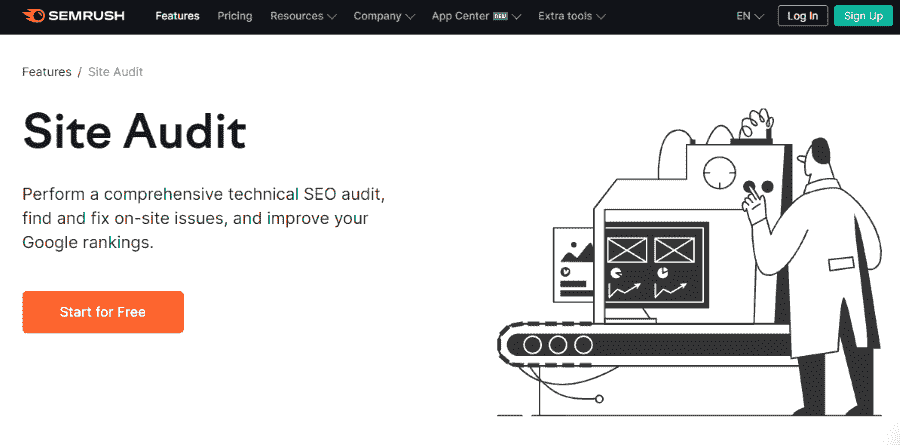 SEMRUSH Features Pricing Resources Company App Center NEW Extra tools EN Log In Sign Up
Features / Site Audit
Site Audit
Perform a comprehensive technical SEO audit,
find and fix on-site issues, and improve your
Google rankings.
Start for Free